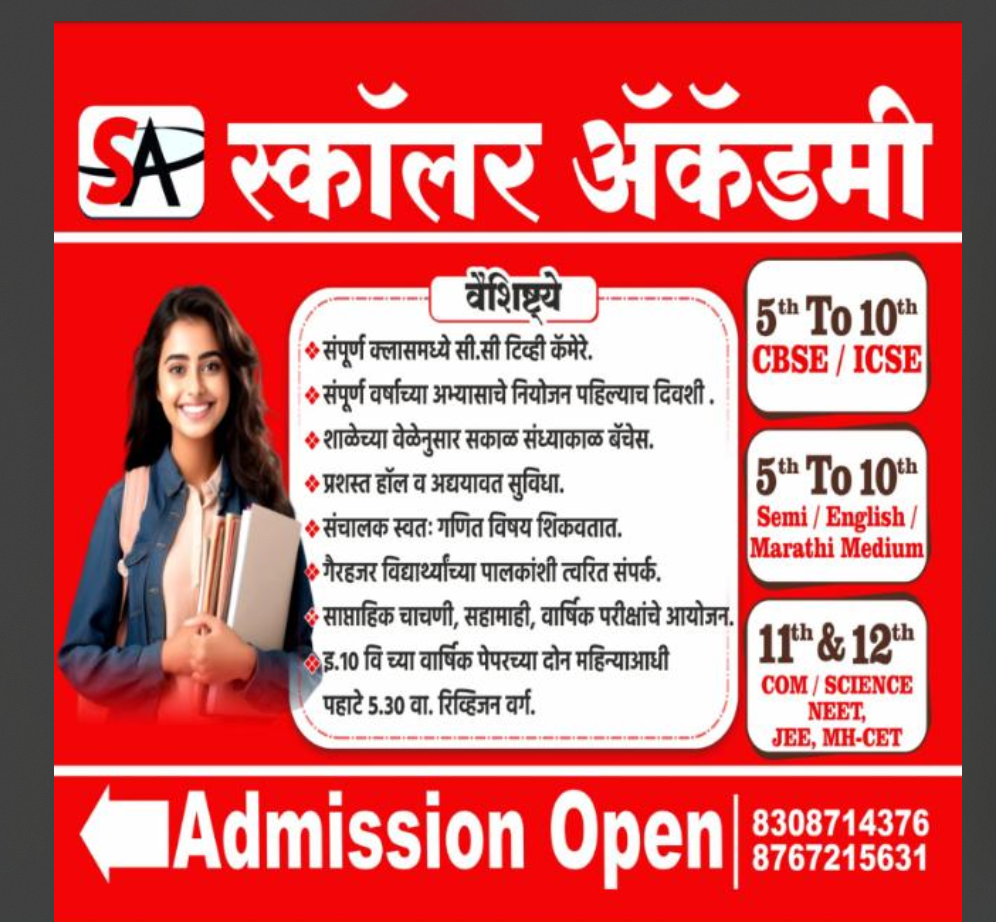 SA स्कॉलर ॲकॅडमी
वैशिष्ट्ये
❖ संपूर्ण क्लासमध्ये सी.सी टिव्ही कॅमेरे.
❖ संपूर्ण वर्षाच्या अभ्यासाचे नियोजन पहिल्याच दिवशी .
❖ शाळेच्या वेळेनुसार सकाळ संध्याकाळ बॅचेस.
❖ प्रशस्त हॉल व अद्ययावत सुविधा.
❖ संचालक स्वतः गणित विषय शिकवतात.
❖ गैरहजर विद्यार्थ्यांच्या पालकांशी त्वरित संपर्क.
❖ साप्ताहिक चाचणी, सहामाही, वार्षिक परीक्षांचे आयोजन.
❖ इ.10 वि च्या वार्षिक पेपरच्या दोन महिन्याआधी
पहाटे 5.30 वा. रिव्हिजन वर्ग.
5th To 10th
CBSE / ICSE
5th To 10th
Semi / English /
Marathi Medium
11th & 12th
COM / SCIENCE
NEET,
JEE, MH-CET
Admission Open
8308714376
8767215631